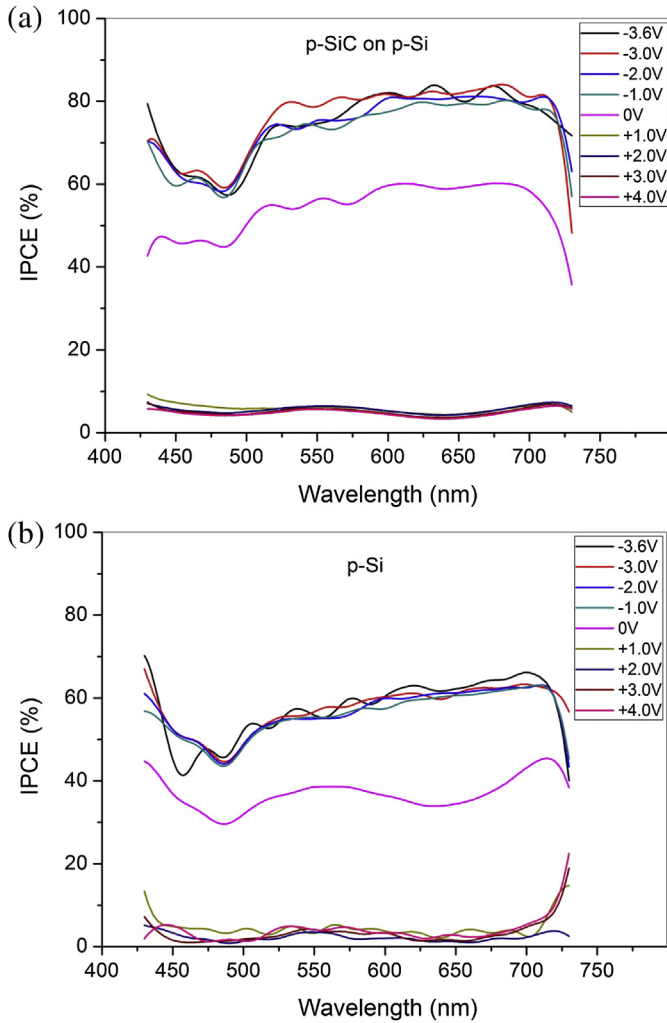 (a)
p-SiC on p-Si
-3.6V
-3.0V
-2.0V
-1.0V
0V
+1.0V
+2.0V
+3.0V
+4.0V
IPCE (%)
100
80
60
40
20
0
400 450 500 550 600 650 700 750
Wavelength (nm)
(b)
p-Si
-3.6V
-3.0V
-2.0V
-1.0V
0V
+1.0V
+2.0V
+3.0V
+4.0V
IPCE (%)
100
80
60
40
20
0
400 450 500 550 600 650 700 750
Wavelength (nm)